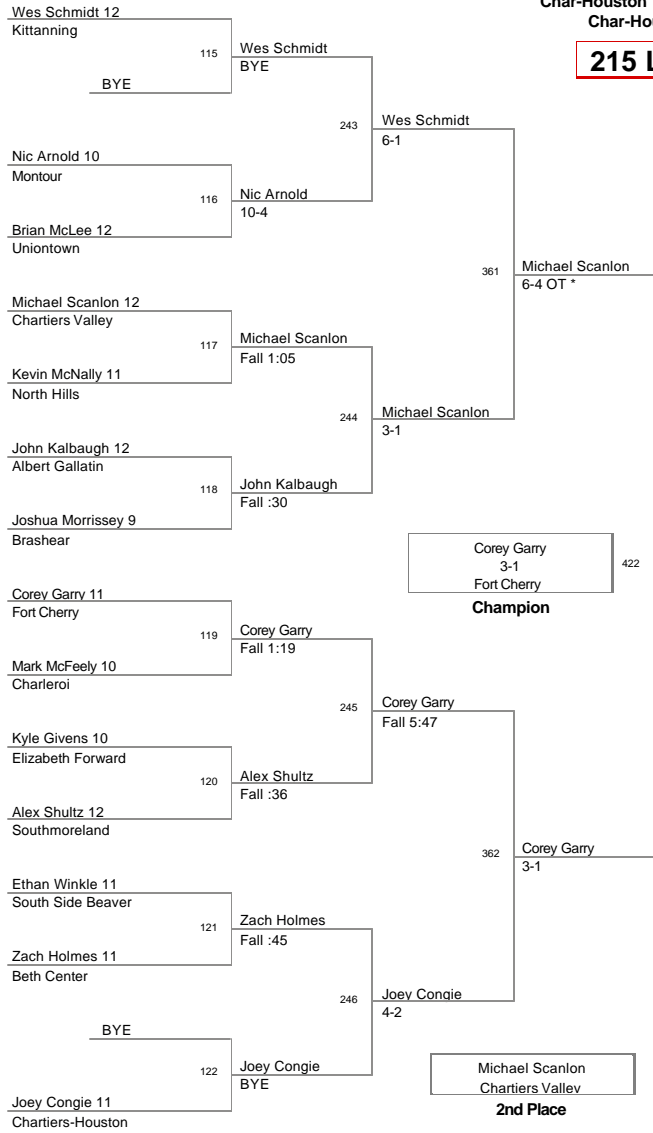 Char-Houston
Char-Ho
215 L
Wes Schmidt 12
Kittanning
115
BYE
Wes Schmidt
BYE
243
Wes Schmidt
6-1
Nic Arnold 10
Montour
116
Brian McLee 12
Uniontown
Nic Arnold
10-4
361
Michael Scanlon
6-4 OT *
Michael Scanlon 12
Chartiers Valley
117
Kevin McNally 11
North Hills
Michael Scanlon
Fall 1:05
244
Michael Scanlon
3-1
John Kalbaugh 12
Albert Gallatin
118
Joshua Morrissey 9
Brashear
John Kalbaugh
Fall :30
Corey Garry
3-1
Fort Cherry
422
Champion
Corey Garry 11
Fort Cherry
119
Mark McFeely 10
Charleroi
Corey Garry
Fall 1:19
245
Corey Garry
Fall 5:47
Kyle Givens 10
Elizabeth Forward
120
Alex Shultz 12
Southmoreland
Alex Shultz
Fall :36
362
Corey Garry
3-1
Ethan Winkle 11
South Side Beaver
121
Zach Holmes 11
Beth Center
Zach Holmes
Fall :45
246
Joey Congie
4-2
BYE
122
Joey Congie 11
Chartiers-Houston
Joey Congie
BYE
Michael Scanlon
Chartiers Valley
2nd Place